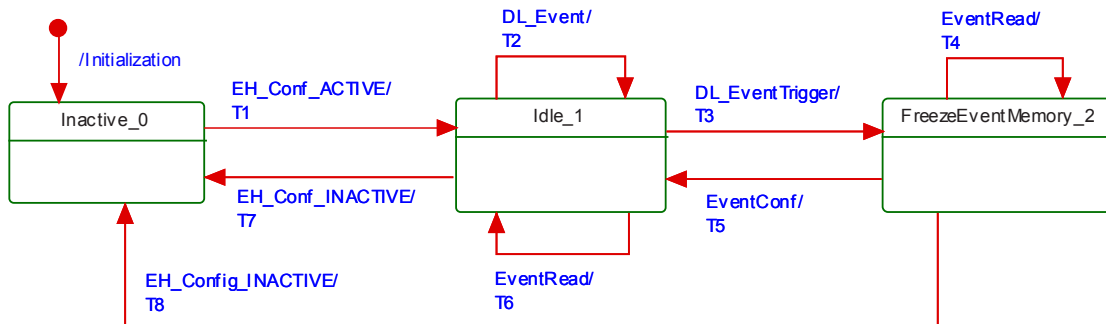 DL_Event/
T2
EventRead/
T4
/Initialization
EH_Conf_ACTIVE/
T1
DL_EventTrigger/
T3
Inactive_0
Idle_1
FreezeEventMemory_2
EH_Conf_INACTIVE/
T7
EventConf/
T5
EH_Config_INACTIVE/
T8
EventRead/
T6